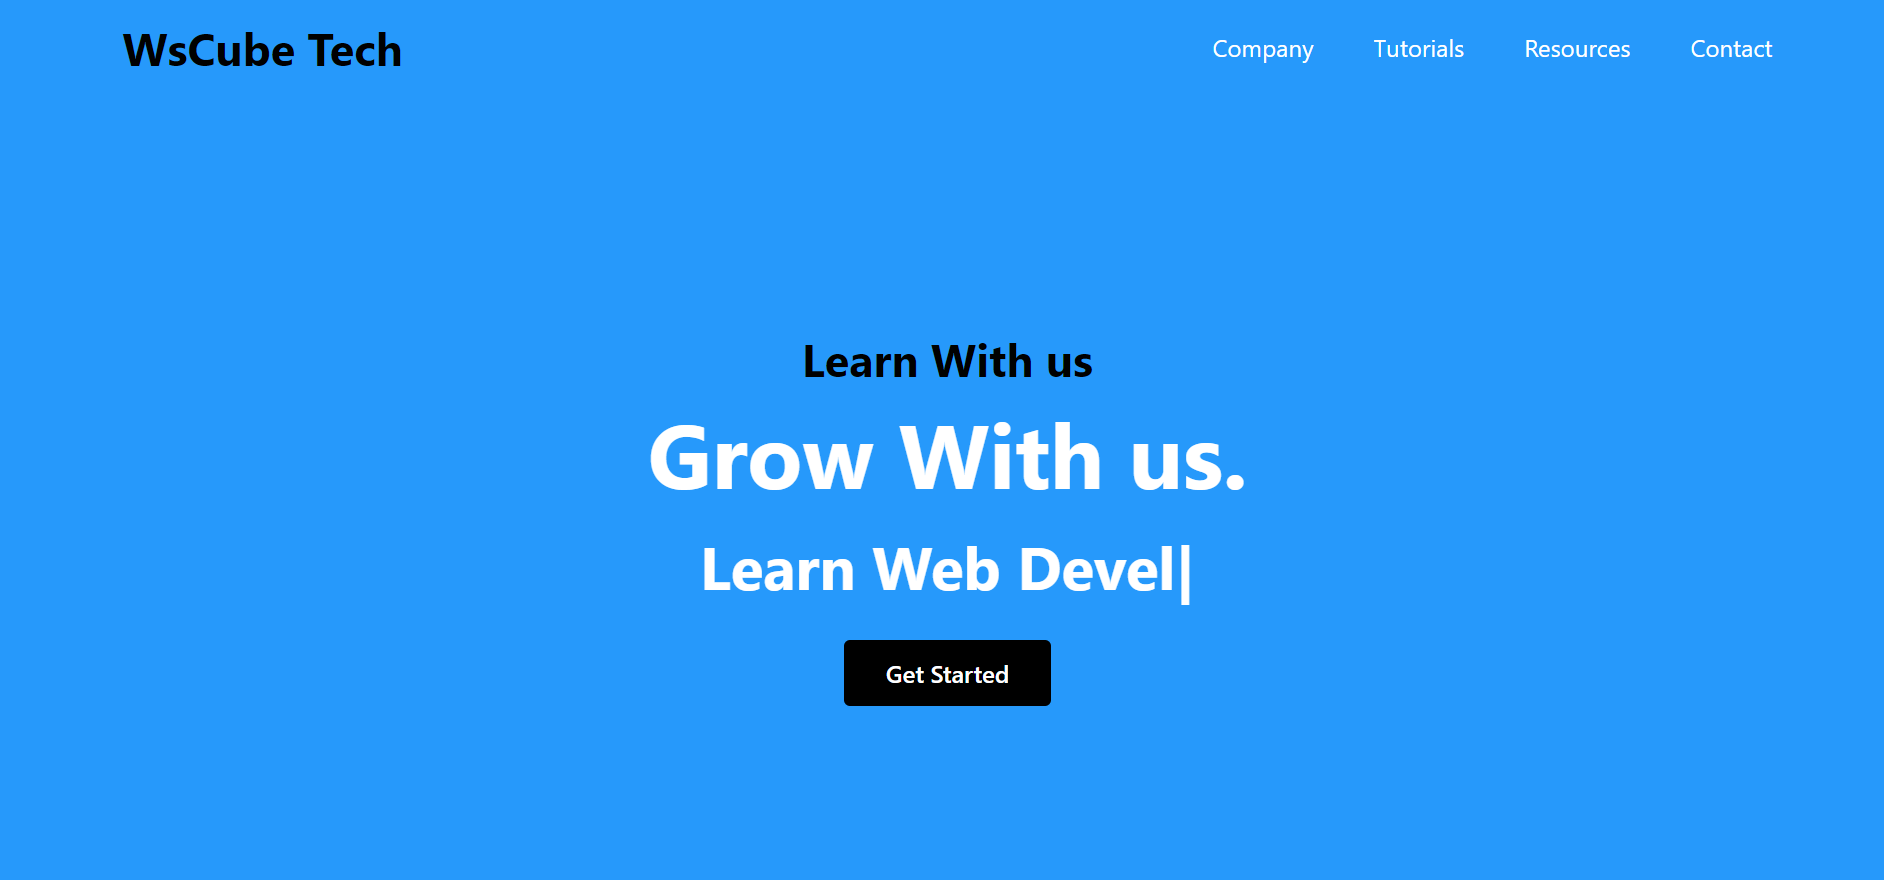 WsCube Tech
Company Tutorials Resources Contact
Learn With us
Grow With us.
Learn Web Devel|
Get Started